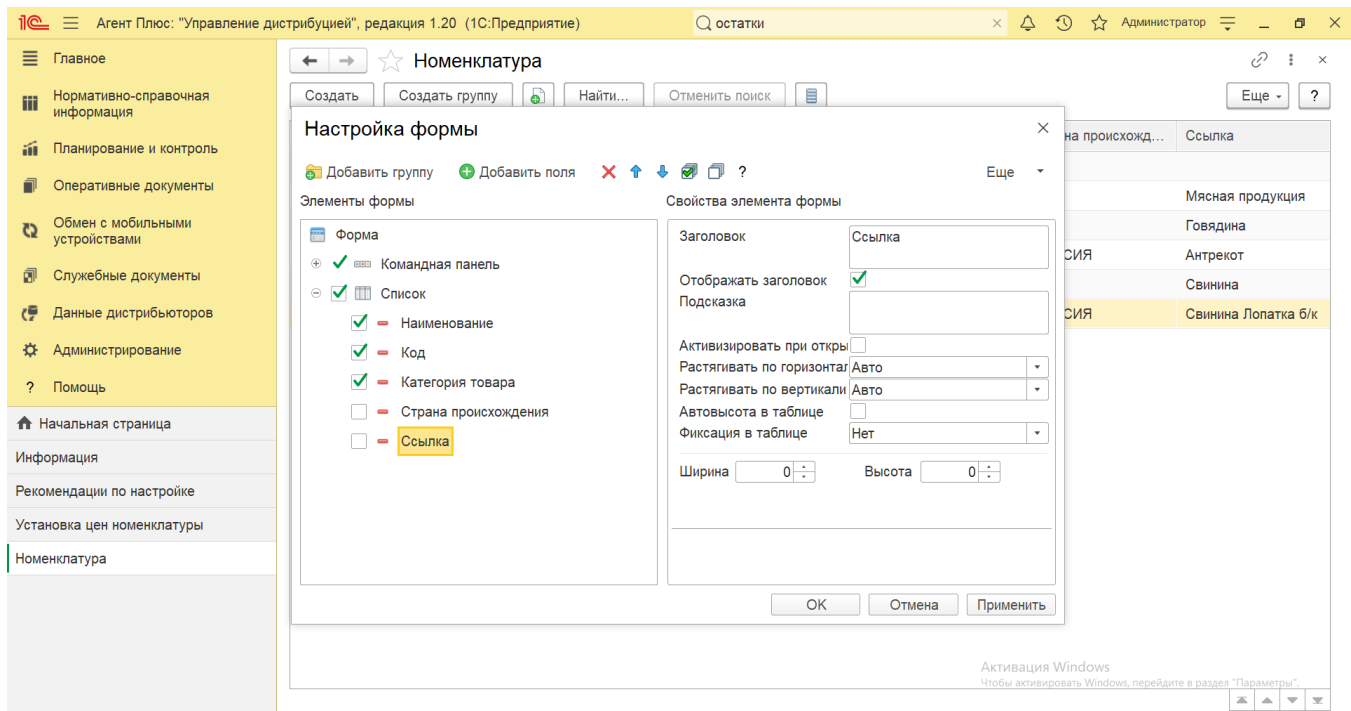 Агент Плюс: "Управление дистрибуцией", редакция 1.20 (1С:Предприятие)
остатки
Администратор
Главное
Нормативно-справочная
информация
Планирование и контроль
Оперативные документы
Обмен с мобильными
устройствами
Служебные документы
Данные дистрибьюторов
Администрирование
? Помощь
Начальная страница
Информация
Рекомендации по настройке
Установка цен номенклатуры
Номенклатура
Номенклатура
Создать
Создать группу
Найти...
Отменить поиск
Еще
?
на происхожд...
Ссылка
Мясная продукция
Говядина
СИЯ
Антрекот
Свинина
СИЯ
Свинина Лопатка б/к
Настройка формы
Добавить группу
Добавить поля
?
Еще
Элементы формы
Свойства элемента формы
Форма
Командная панель
Список
Наименование
Код
Категория товара
Страна происхождения
Ссылка
Заголовок
Ссылка
Отображать заголовок
Подсказка
Активизировать при откры
Растягивать по горизонтал
Авто
Растягивать по вертикали
Авто
Автовысота в таблице
Фиксация в таблице
Нет
Ширина
0
Высота
0
OK
Отмена
Применить
Активация Windows
Чтобы активировать Windows, перейдите в раздел "Параметры".